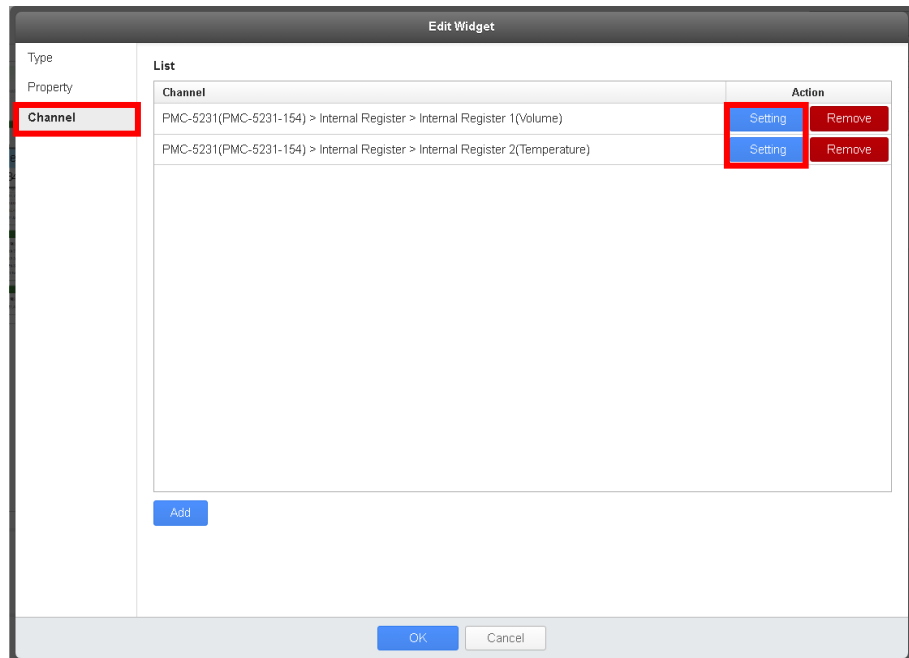 Edit Widget
Type
Property
Channel
List
Channel Action
PMC-5231(PMC-5231-154) > Internal Register > Internal Register 1(Volume) Setting Remove
PMC-5231(PMC-5231-154) > Internal Register > Internal Register 2(Temperature) Setting Remove
Add
OK Cancel